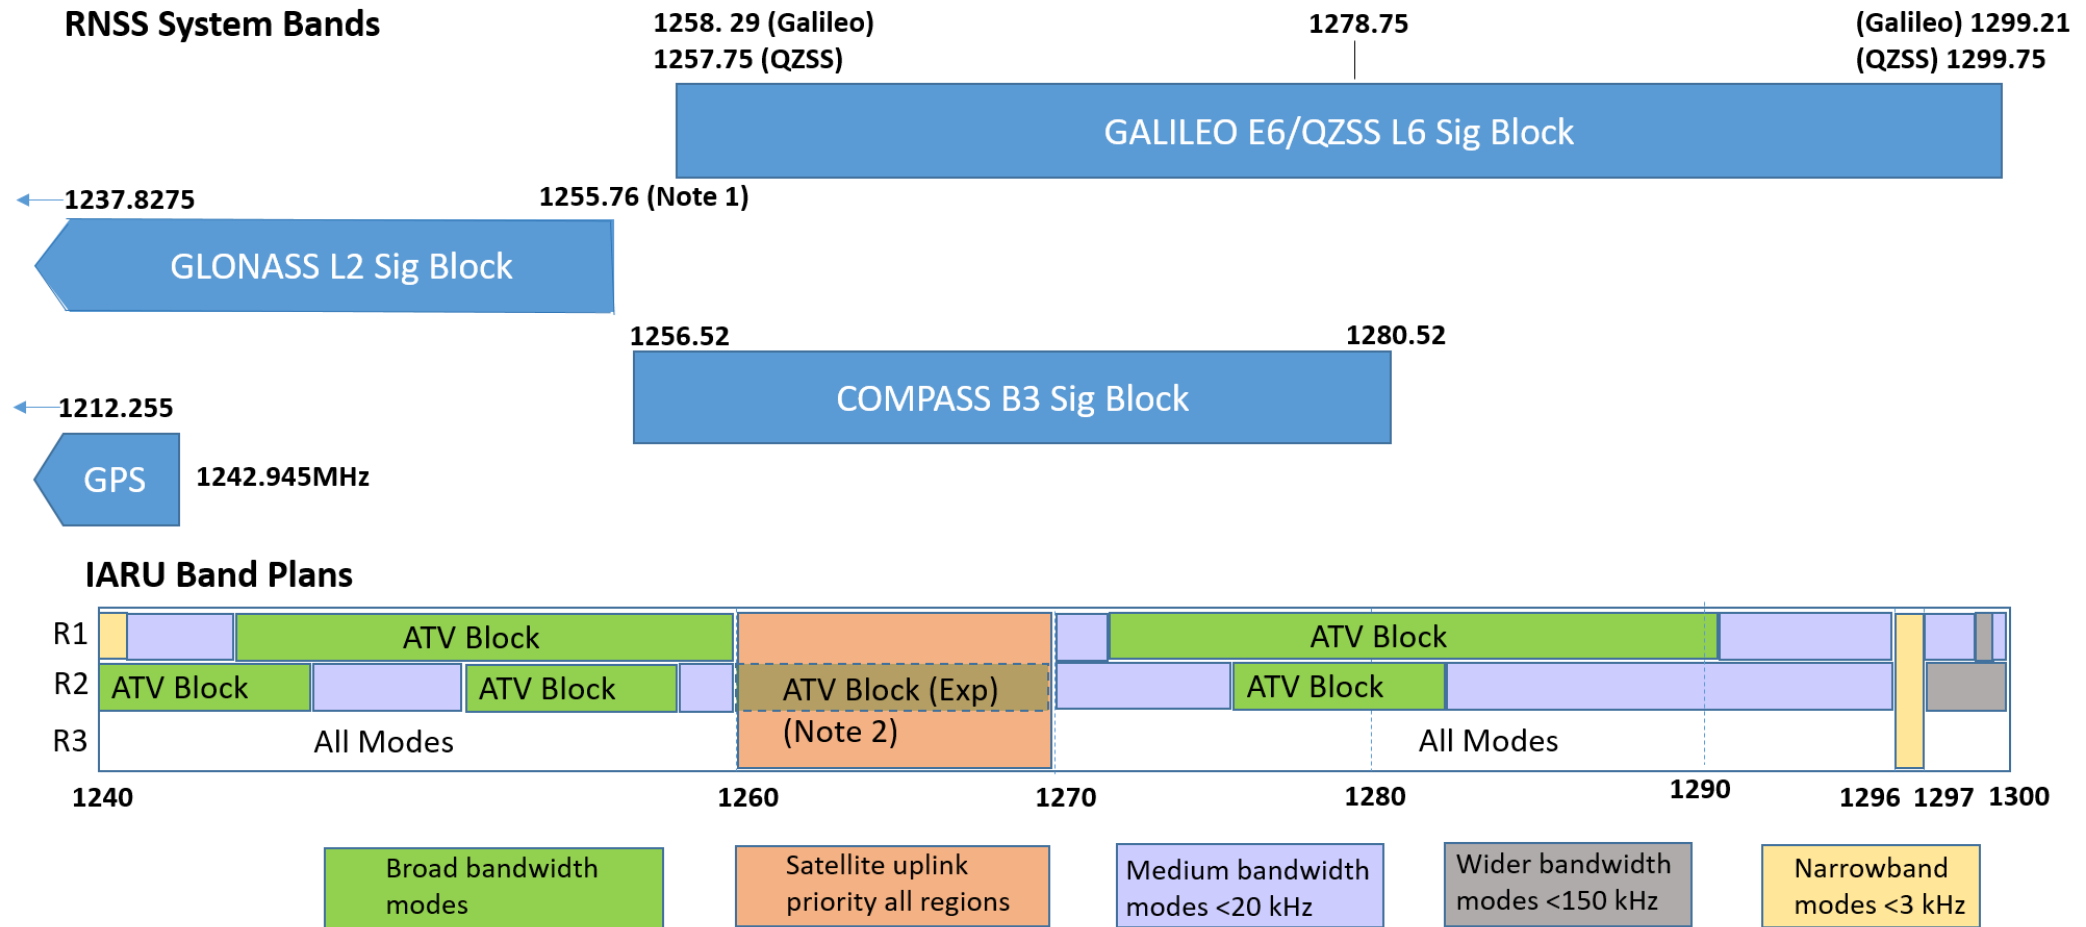 RNSS System Bands
1258. 29 (Galileo)
1257.75 (QZSS)
1278.75
(Galileo) 1299.21
(QZSS) 1299.75
GALILEO E6/QZSS L6 Sig Block
1237.8275
1255.76 (Note 1)
GLONASS L2 Sig Block
1256.52
1280.52
COMPASS B3 Sig Block
1212.255
GPS
1242.945MHz
IARU Band Plans
R1
ATV Block
ATV Block
R2
ATV Block
ATV Block
ATV Block (Exp)
(Note 2)
ATV Block
R3
All Modes
All Modes
1240
1260
1270
1280
1290
1296
1297
1300
Broad bandwidth
modes
Satellite uplink
priority all regions
Medium bandwidth
modes <20 kHz
Wider bandwidth
modes <150 kHz
Narrowband
modes <3 kHz